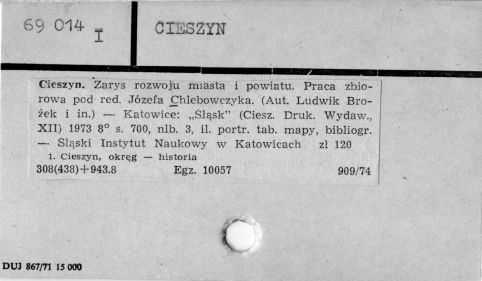 69 014 I CIESZYN
Cieszyn. Zarys rozwoju miasta i powiatu. Praca zbio-
rowa pod red. Józefa Chlebowczyka. (Aut. Ludwik Bro-
żek i in.) — Katowice: „Śląsk" (Ciesz. Druk. Wydaw.,
XII) 1973 8° s. 700, nlb. 3, il. portr. tab. mapy, bibliogr.
— Śląski Instytut Naukowy w Katowicach zł 120
1. Cieszyn, okręg — historia
308(438)+943.8 Egz. 10057 909/74
DUJ 867/71 15 000